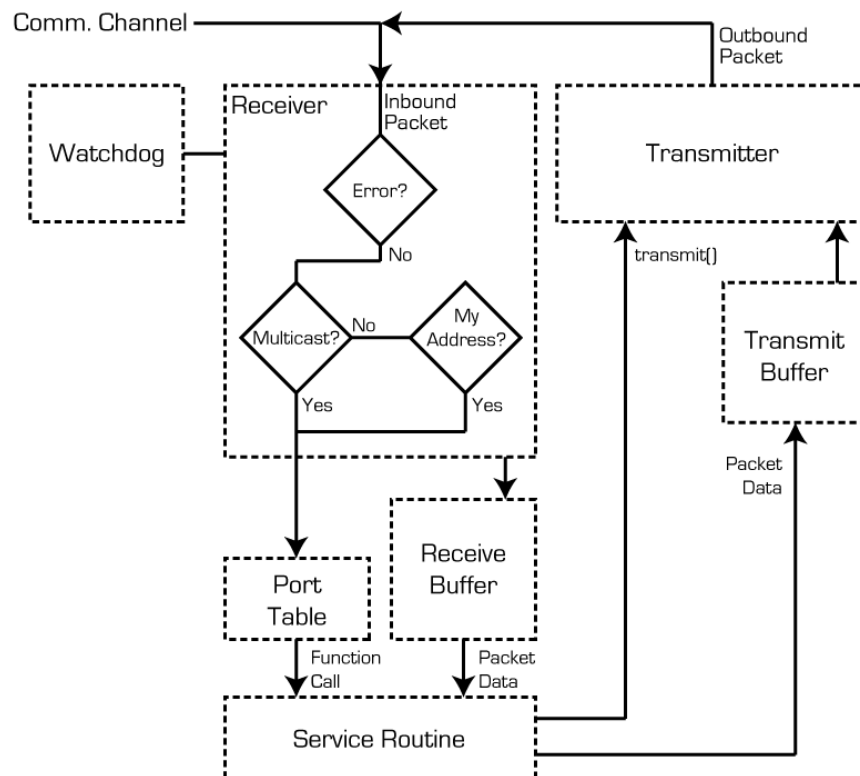 Comm. Channel
Outbound
Packet
Receiver
Inbound
Packet
Watchdog
Transmitter
Error?
No
transmit()
Multicast?
No
My
Address?
Transmit
Buffer
Yes
Yes
Packet
Data
Receive
Buffer
Port
Table
Function
Call
Packet
Data
Service Routine